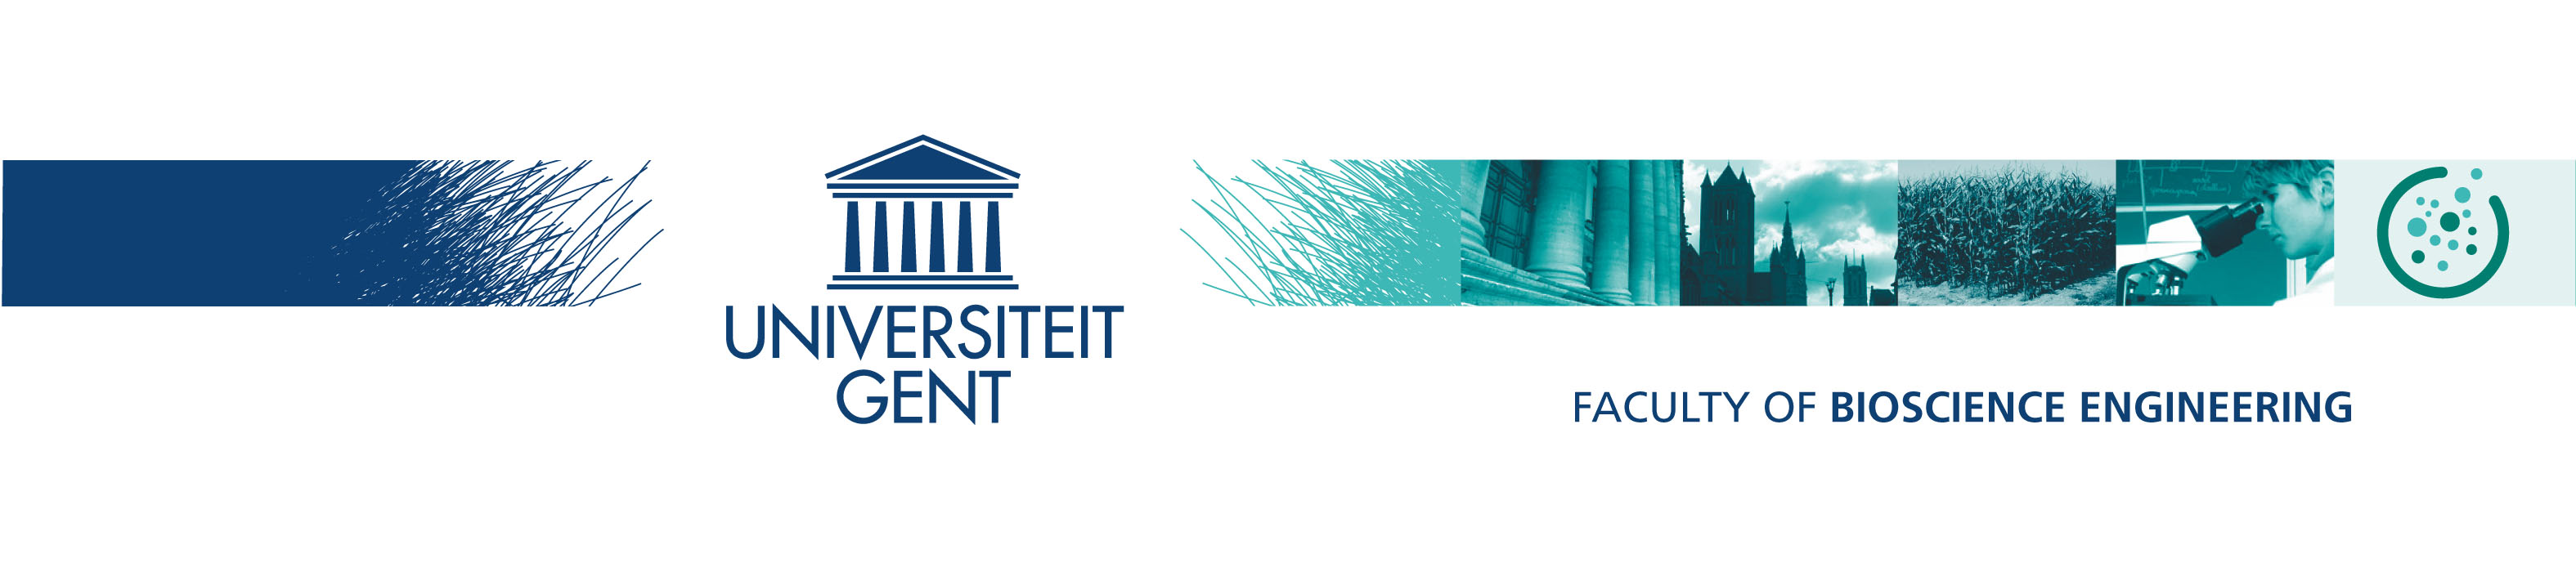 UNIVERSITEIT
GENT
FACULTY OF BIOSCIENCE ENGINEERING